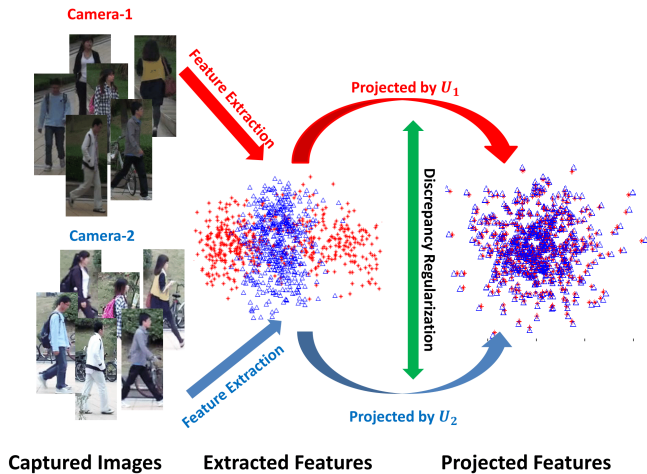 Camera-1
Feature Extraction
Projected by U₁
Discrepancy Regularization
Camera-2
Feature Extraction
Projected by U₂
Captured Images
Extracted Features
Projected Features